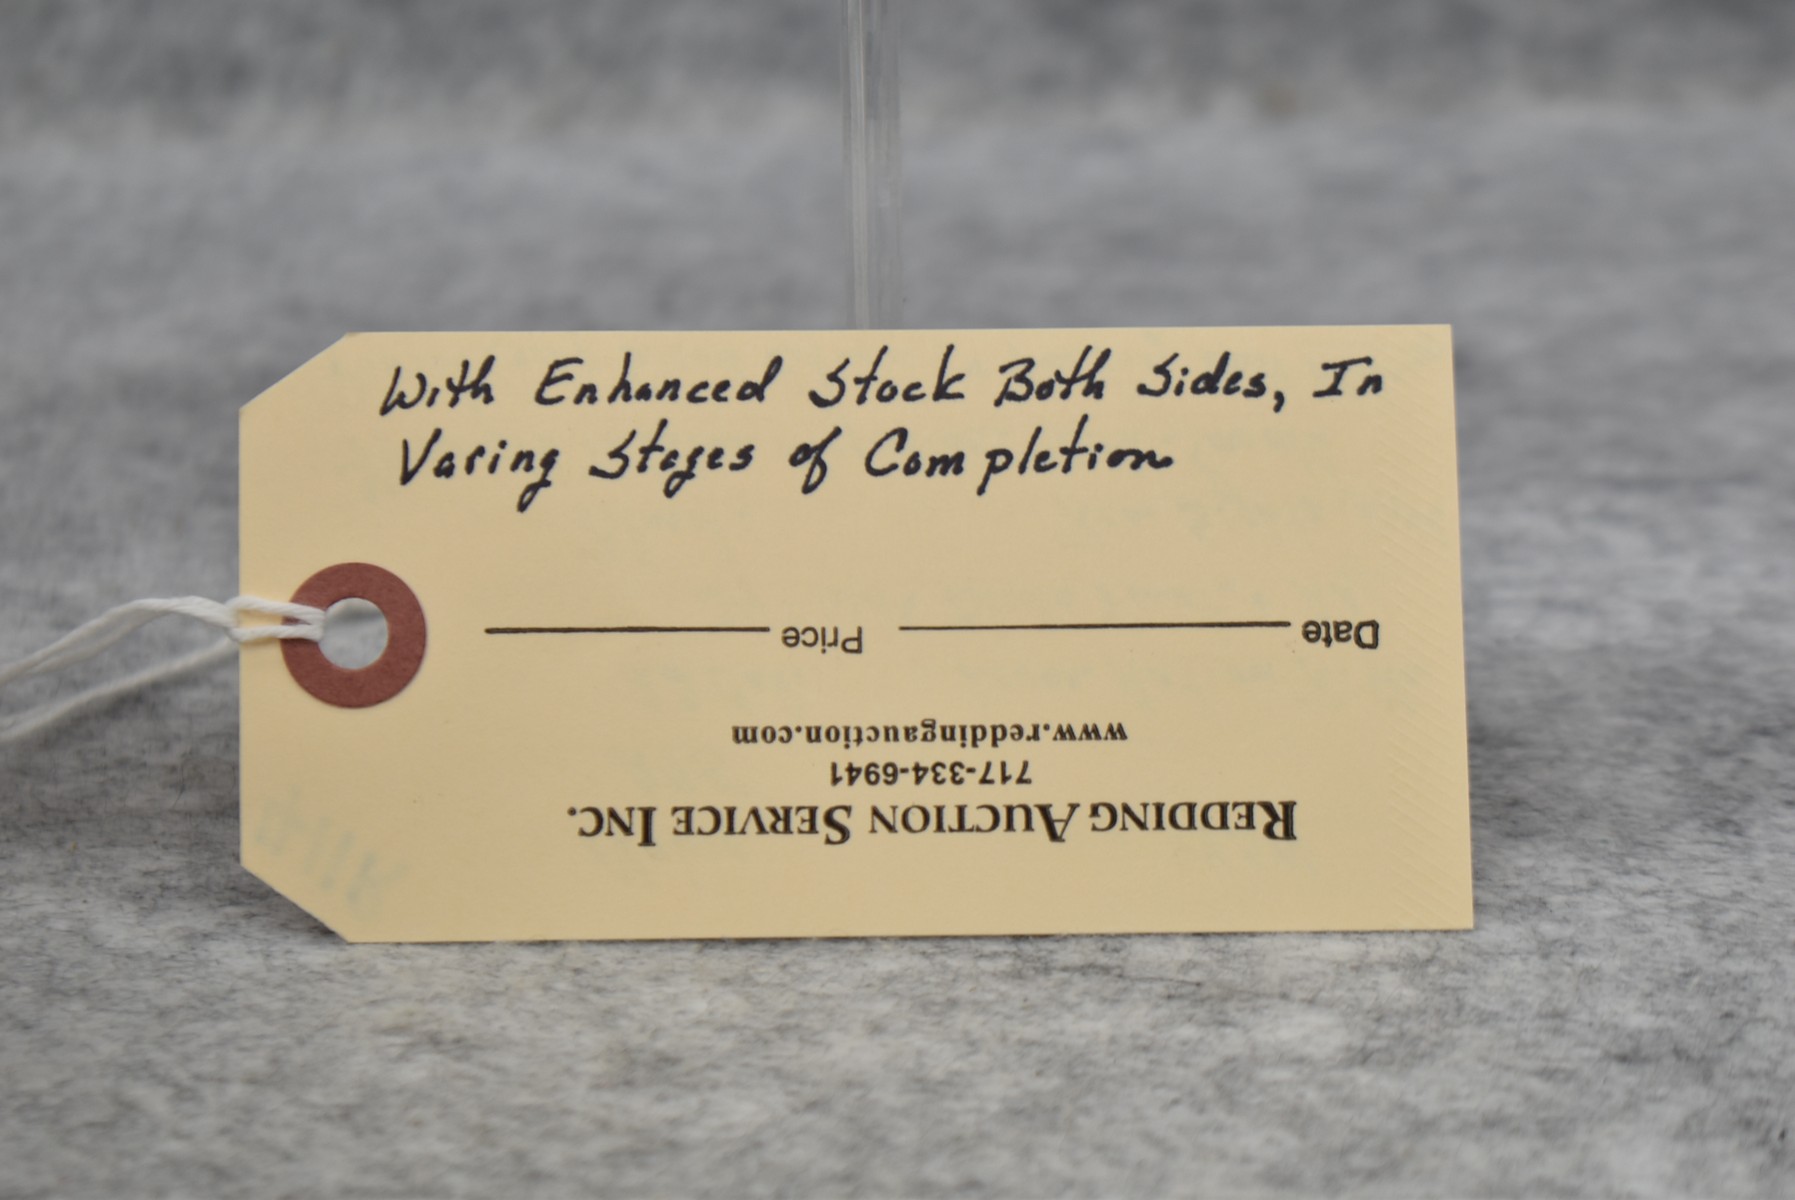 With Enhanced Stock Both Sides, In
Varing Stages of Completion
REDDING AUCTION SERVICE INC.
717-334-6941
www.reddingauction.com
Date Price